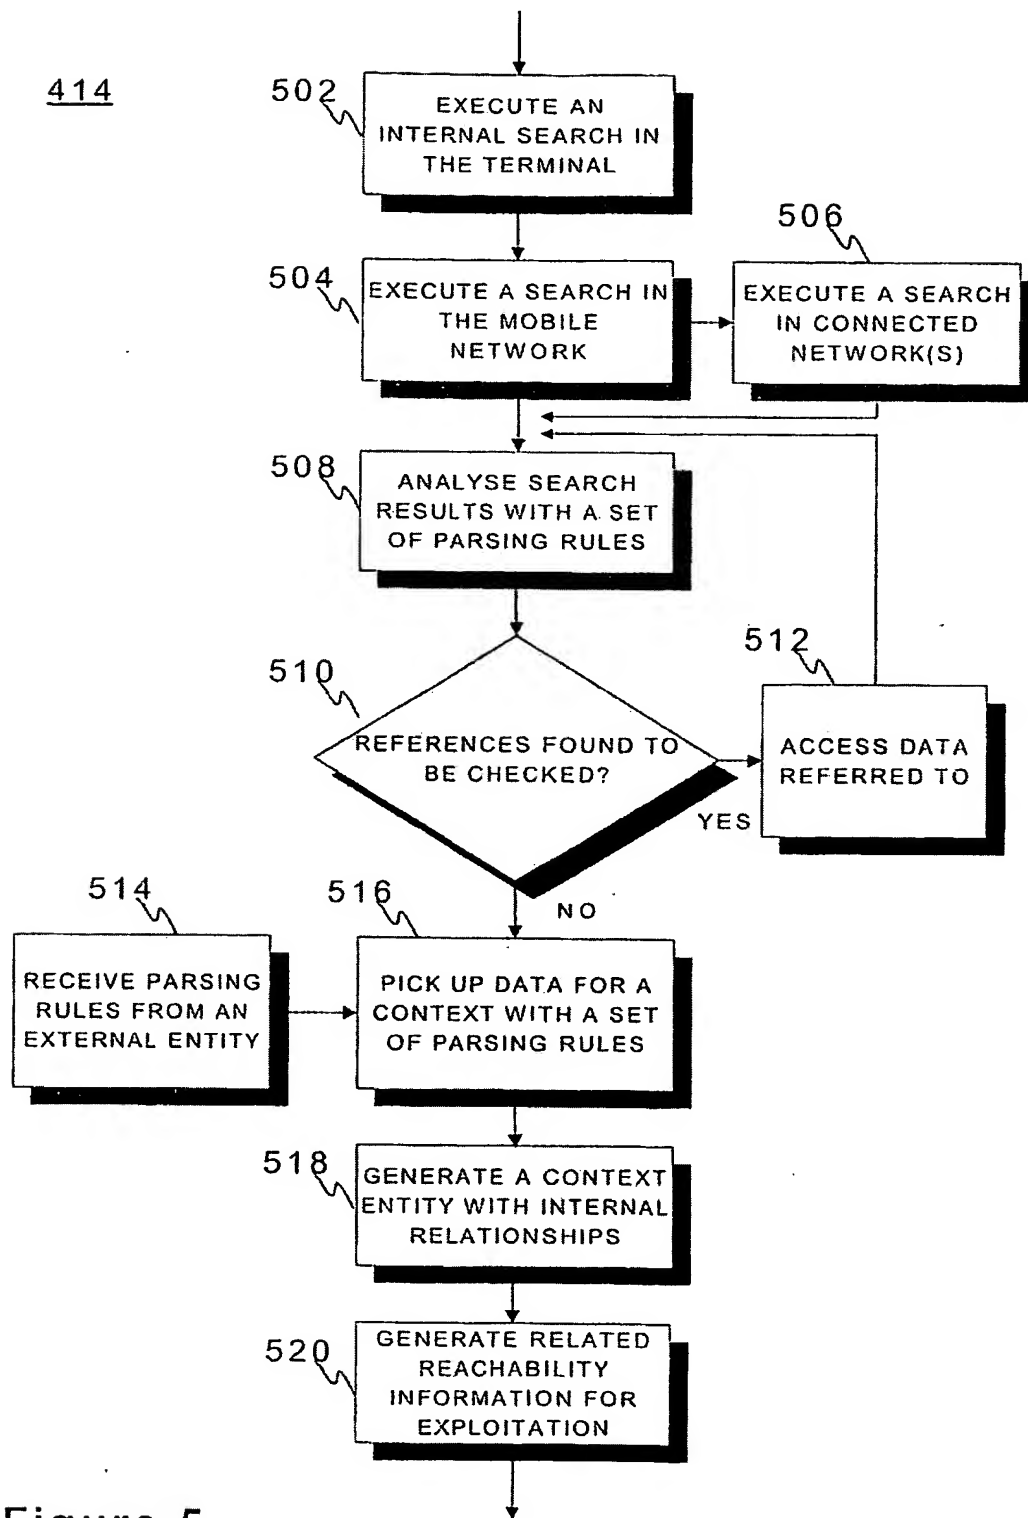 414
502
EXECUTE AN
INTERNAL SEARCH IN
THE TERMINAL
506
504
EXECUTE A SEARCH IN
THE MOBILE
NETWORK
EXECUTE A SEARCH
IN CONNECTED
NETWORK(S)
508
ANALYSE SEARCH
RESULTS WITH A SET
OF PARSING RULES
512
510
REFERENCES FOUND TO
BE CHECKED?
ACCESS DATA
REFERRED TO
YES
514
516
NO
RECEIVE PARSING
RULES FROM AN
EXTERNAL ENTITY
PICK UP DATA FOR A
CONTEXT WITH A SET
OF PARSING RULES
518
GENERATE A CONTEXT
ENTITY WITH INTERNAL
RELATIONSHIPS
520
GENERATE RELATED
REACHABILITY
INFORMATION FOR
EXPLOITATION
Figure 5